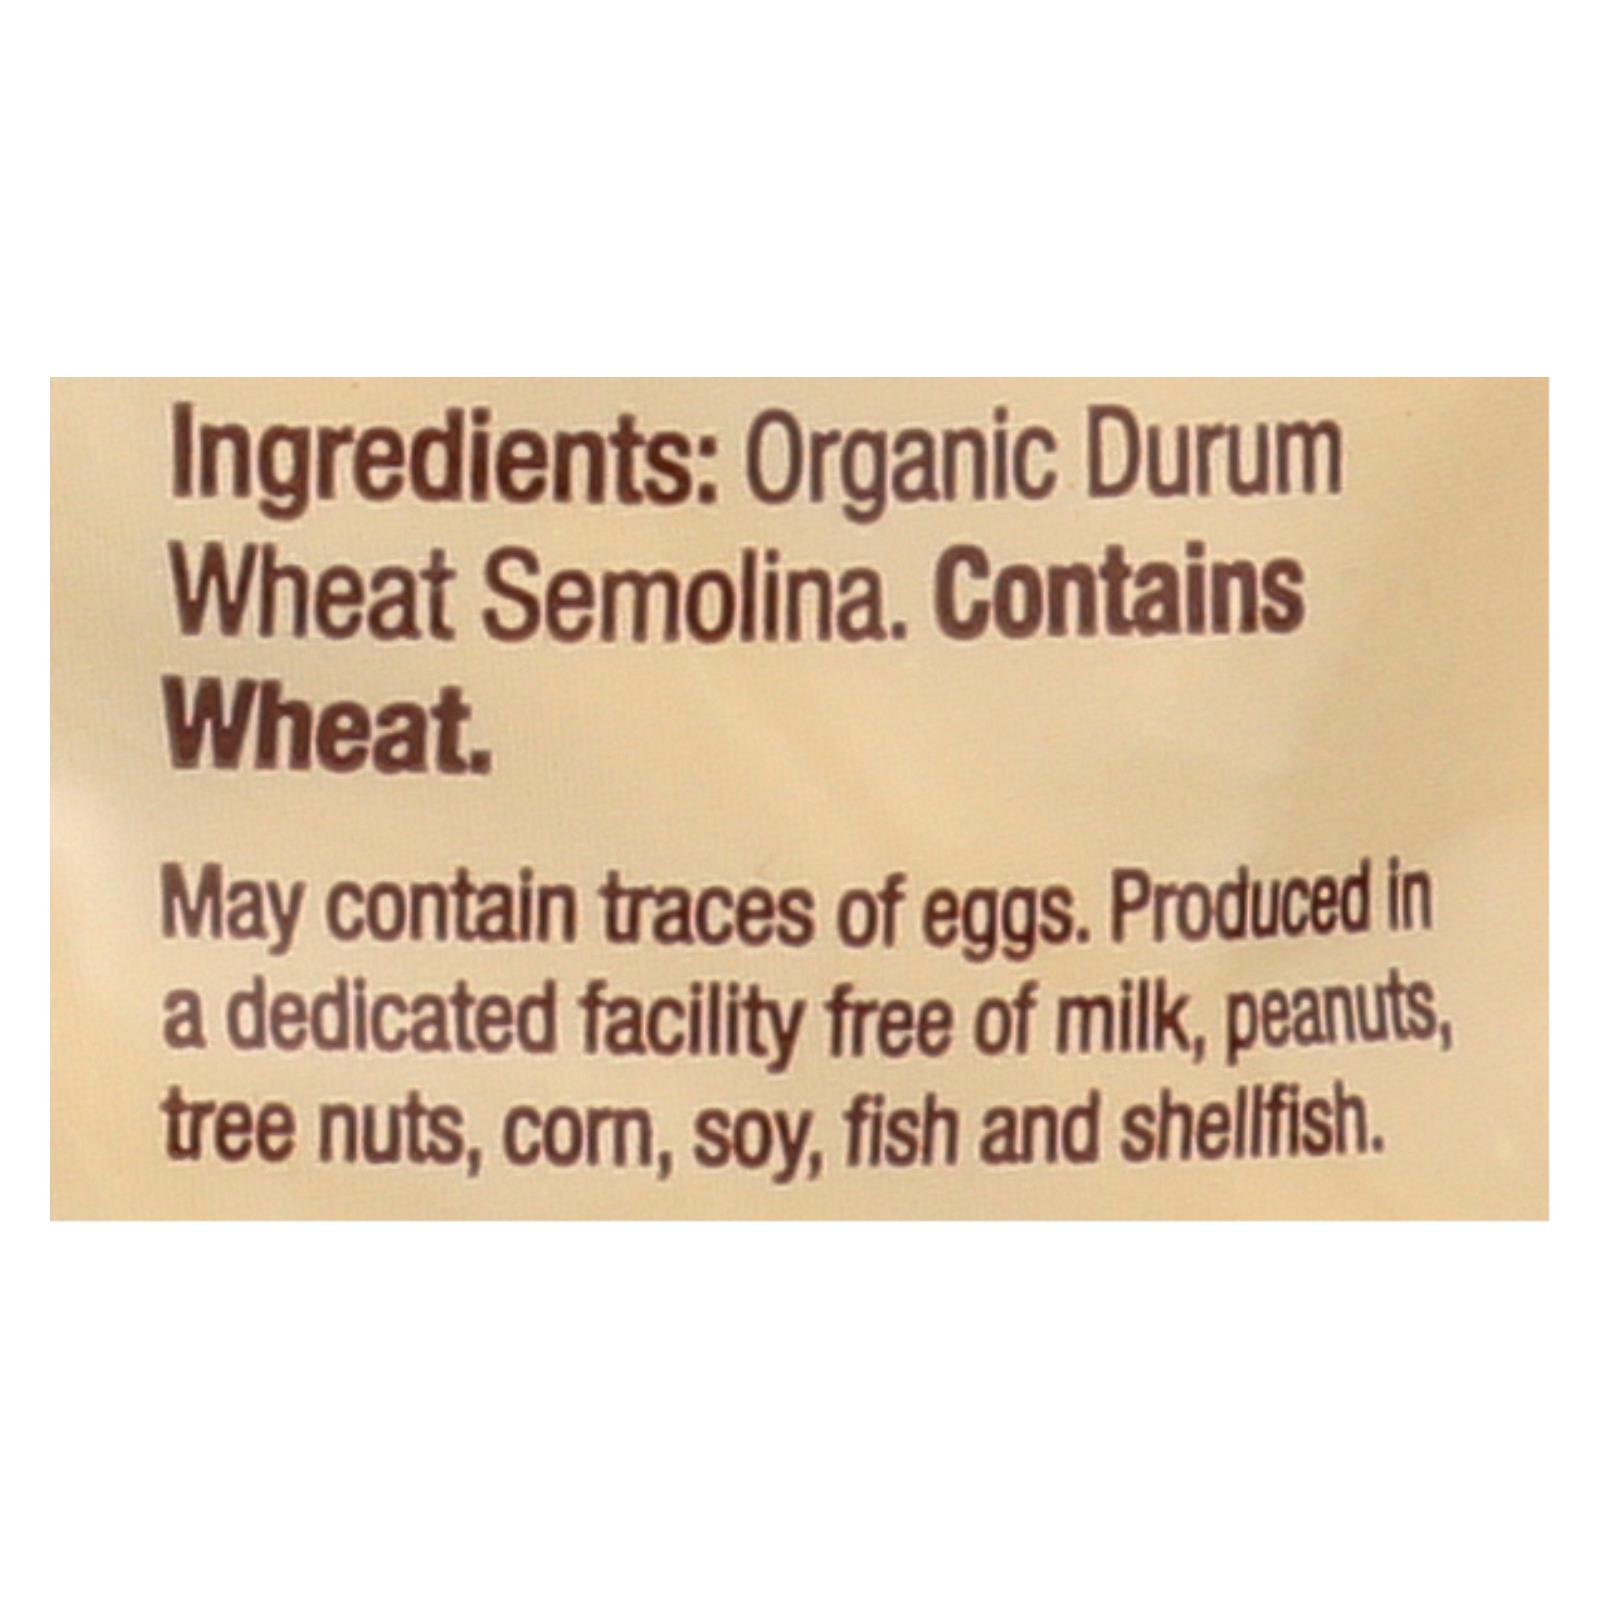 Ingredients: Organic Durum
Wheat Semolina. Contains
Wheat.
May contain traces of eggs. Produced in
a dedicated facility free of milk, peanuts,
tree nuts, corn, soy, fish and shellfish.